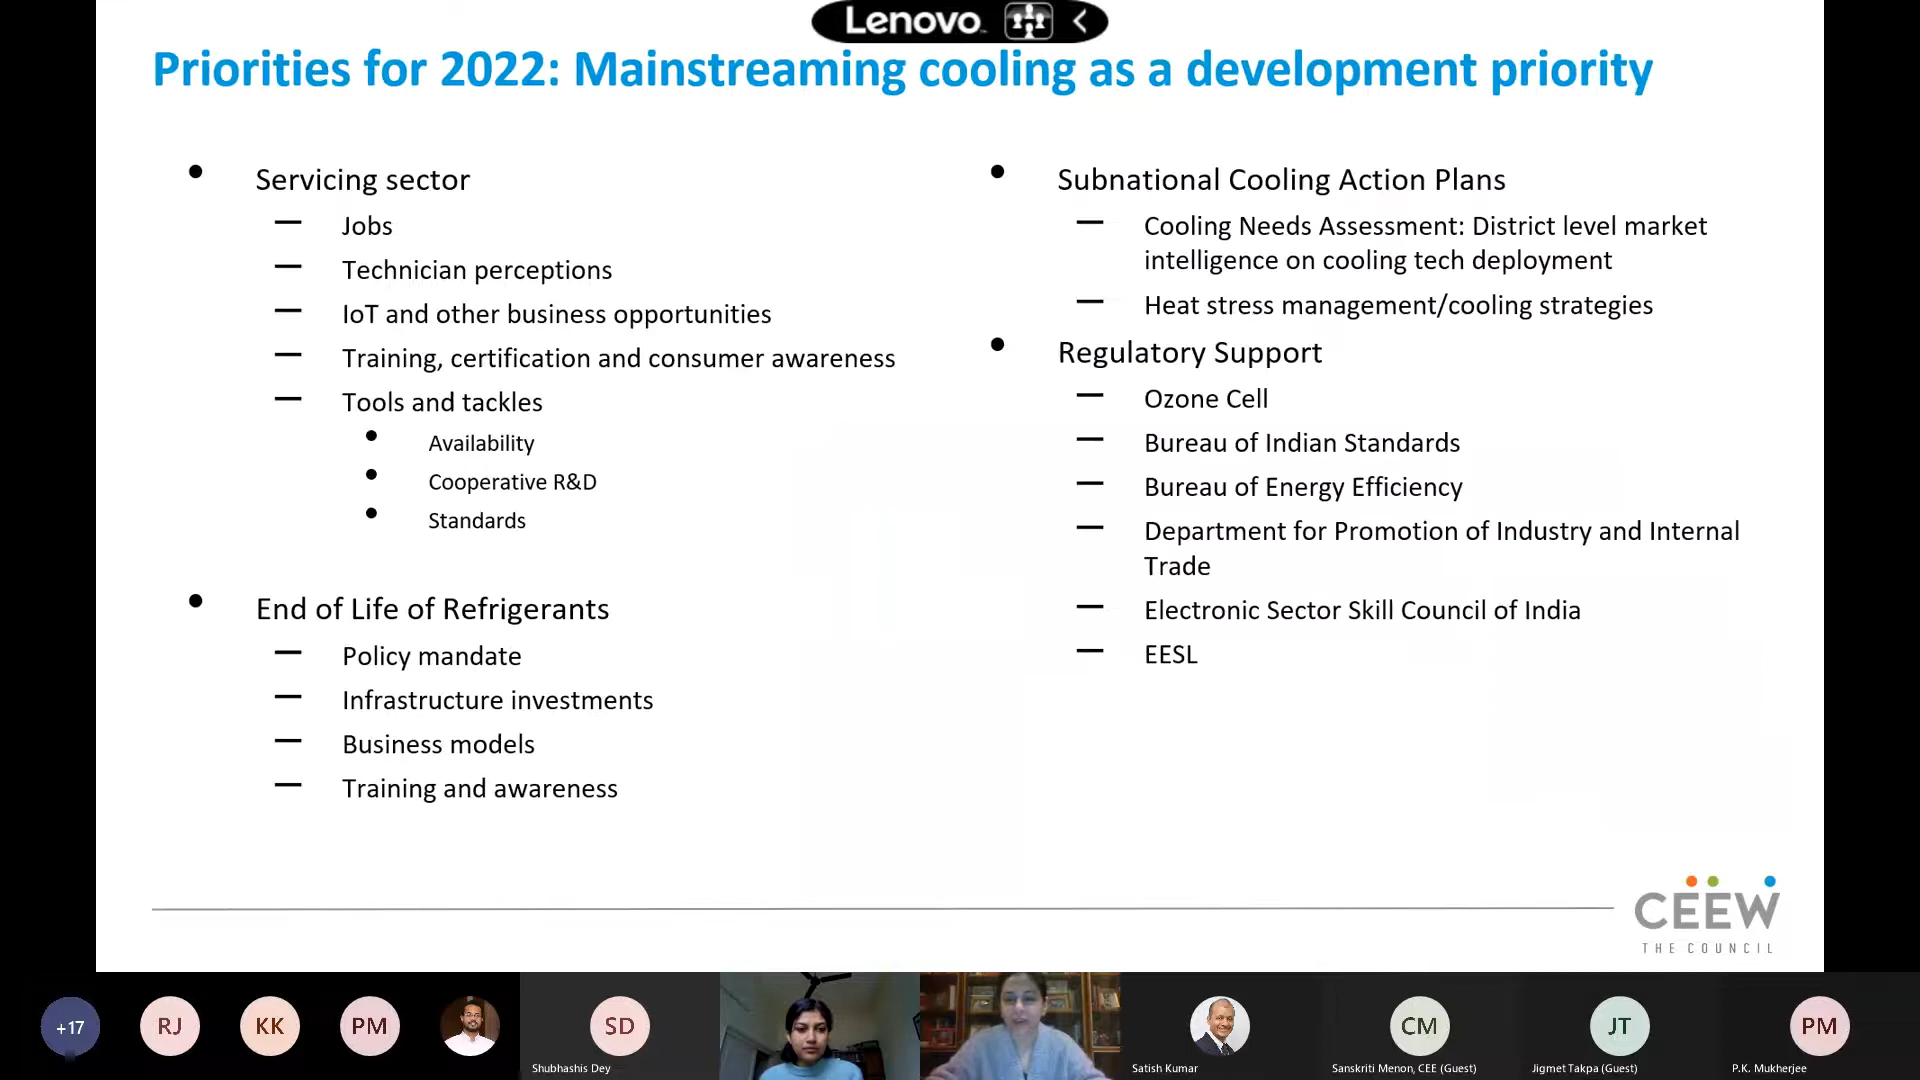 Lenovo
Priorities for 2022: Mainstreaming cooling as a development priority
• Servicing sector
— Jobs
— Technician perceptions
— IoT and other business opportunities
— Training, certification and consumer awareness
— Tools and tackles
• Availability
• Cooperative R&D
• Standards
• End of Life of Refrigerants
— Policy mandate
— Infrastructure investments
— Business models
— Training and awareness
• Subnational Cooling Action Plans
— Cooling Needs Assessment: District level market
intelligence on cooling tech deployment
— Heat stress management/cooling strategies
• Regulatory Support
— Ozone Cell
— Bureau of Indian Standards
— Bureau of Energy Efficiency
— Department for Promotion of Industry and Internal
Trade
— Electronic Sector Skill Council of India
— EESL
CEEW
THE COUNCIL
+17
RJ
KK
PM
SD
Shubhashis Dey
Satish Kumar
CM
Sanskriti Menon, CEE (Guest)
JT
Jigmet Takpa (Guest)
PM
P.K. Mukherjee